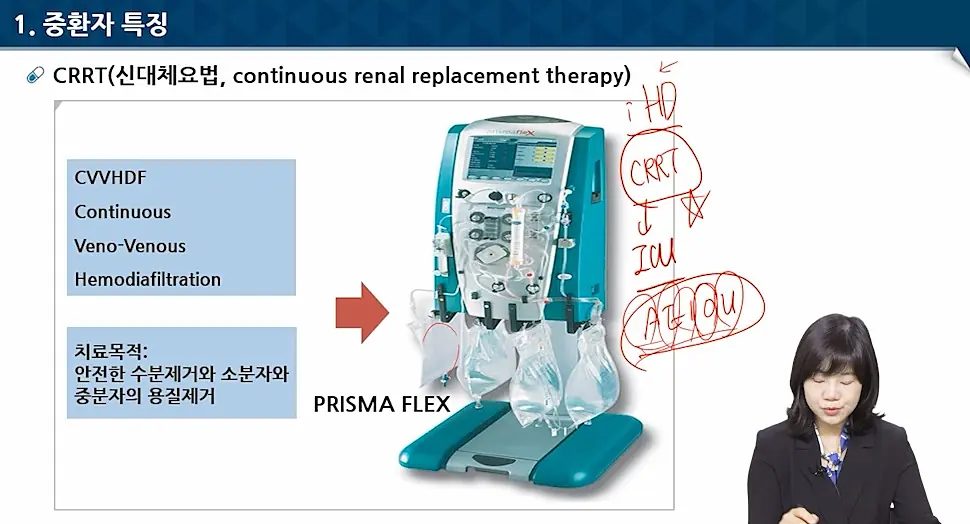 1. 중환자 특징
CRRT(신대체요법, continuous renal replacement therapy)
CVVHDF
Continuous
Veno-Venous
Hemodiafiltration
치료목적:
안전한 수분제거와 소분자와
중분자의 용질제거
PRISMA FLEX
iHD
CRRT
ICU
AEIOU